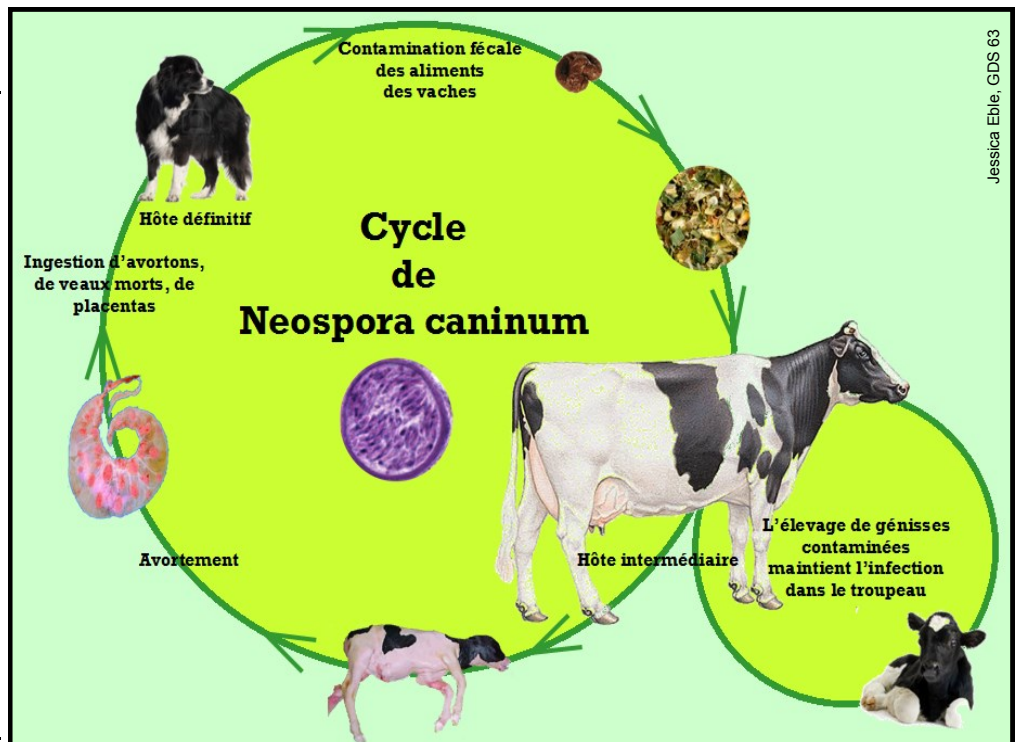 Contamination fécale
des aliments
des vaches
Jessica Eble, GDS 63
Hôte définitif
Cycle
de
Neospora caninum
Ingestion d'avortons,
de veaux morts, de
placentas
L'élevage de génisses
contaminées
maintient l'infection
dans le troupeau
Avortement
Hôte intermédiaire